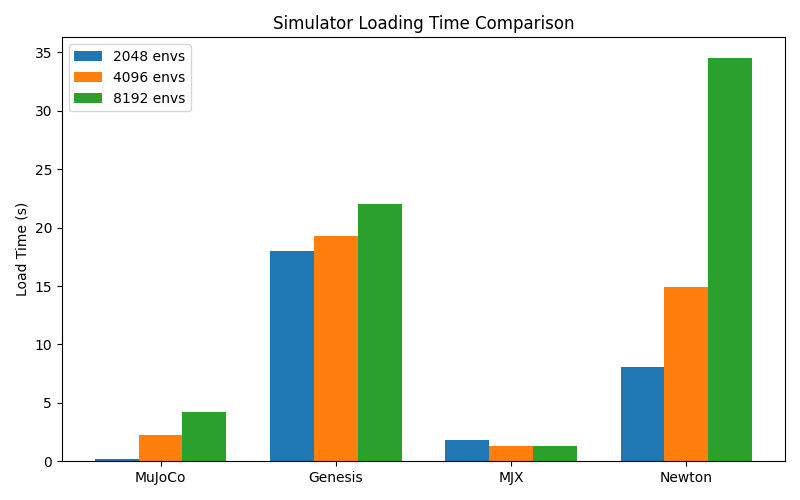 Simulator Loading Time Comparison
2048 envs
4096 envs
8192 envs
Load Time (s)
35
30
25
20
15
10
5
0
MuJoCo Genesis MJX Newton